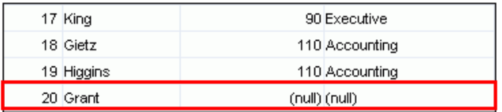 17 King 90 Executive
18 Gietz 110 Accounting
19 Higgins 110 Accounting
20 Grant (null) (null)